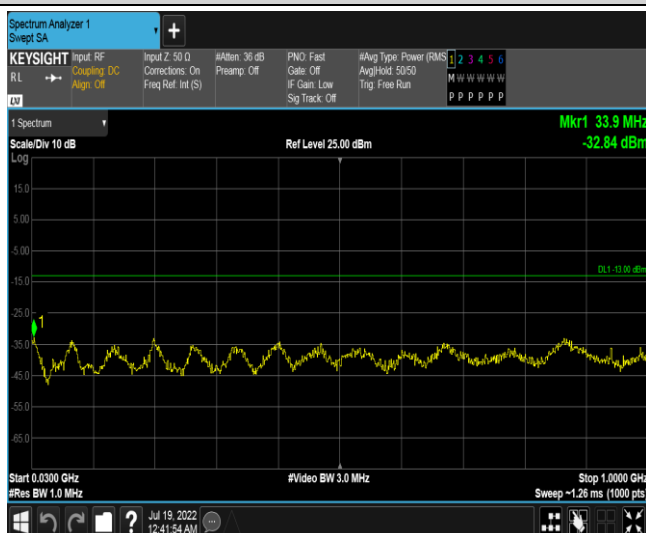 Spectrum Analyzer 1
Swept SA
+
KEYSIGHT
RL
LXI
Input: RF
Coupling: DC
Align: Off
Input Z: 50 Ω
Corrections: On
Freq Ref: Int (S)
#Atten: 36 dB
Preamp: Off
PNO: Fast
Gate: Off
IF Gain: Low
Sig Track: Off
#Avg Type: Power (RMS
Avg|Hold: 50/50
Trig: Free Run
1 2 3 4 5 6
M W W W W W
P P P P P P
1 Spectrum
Mkr1 33.9 MHz
Scale/Div 10 dB
Ref Level 25.00 dBm
-32.84 dBm
Log
15.0
5.00
-5.00
DL1 -13.00 dBm
-15.0
-25.0
1
-35.0
-45.0
-55.0
-65.0
Start 0.0300 GHz
#Video BW 3.0 MHz
Stop 1.0000 GHz
#Res BW 1.0 MHz
Sweep ~1.26 ms (1000 pts)
?
Jul 19, 2022
12:41:54 AM